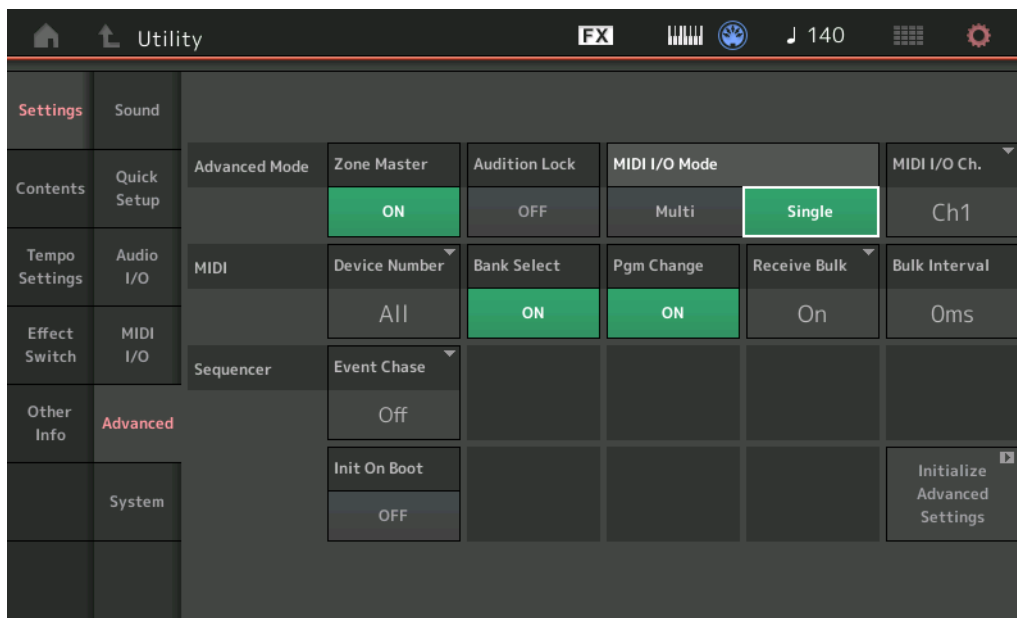 Utility
FX
140
Settings
Sound
Contents
Quick
Setup
Tempo
Settings
Audio
I/O
Effect
Switch
MIDI
I/O
Other
Info
Advanced
System
Advanced Mode
Zone Master
ON
Audition Lock
OFF
MIDI I/O Mode
Multi
Single
MIDI I/O Ch.
Ch1
MIDI
Device Number
All
Bank Select
ON
Pgm Change
ON
Receive Bulk
On
Bulk Interval
0ms
Sequencer
Event Chase
Off
Init On Boot
OFF
Initialize
Advanced
Settings